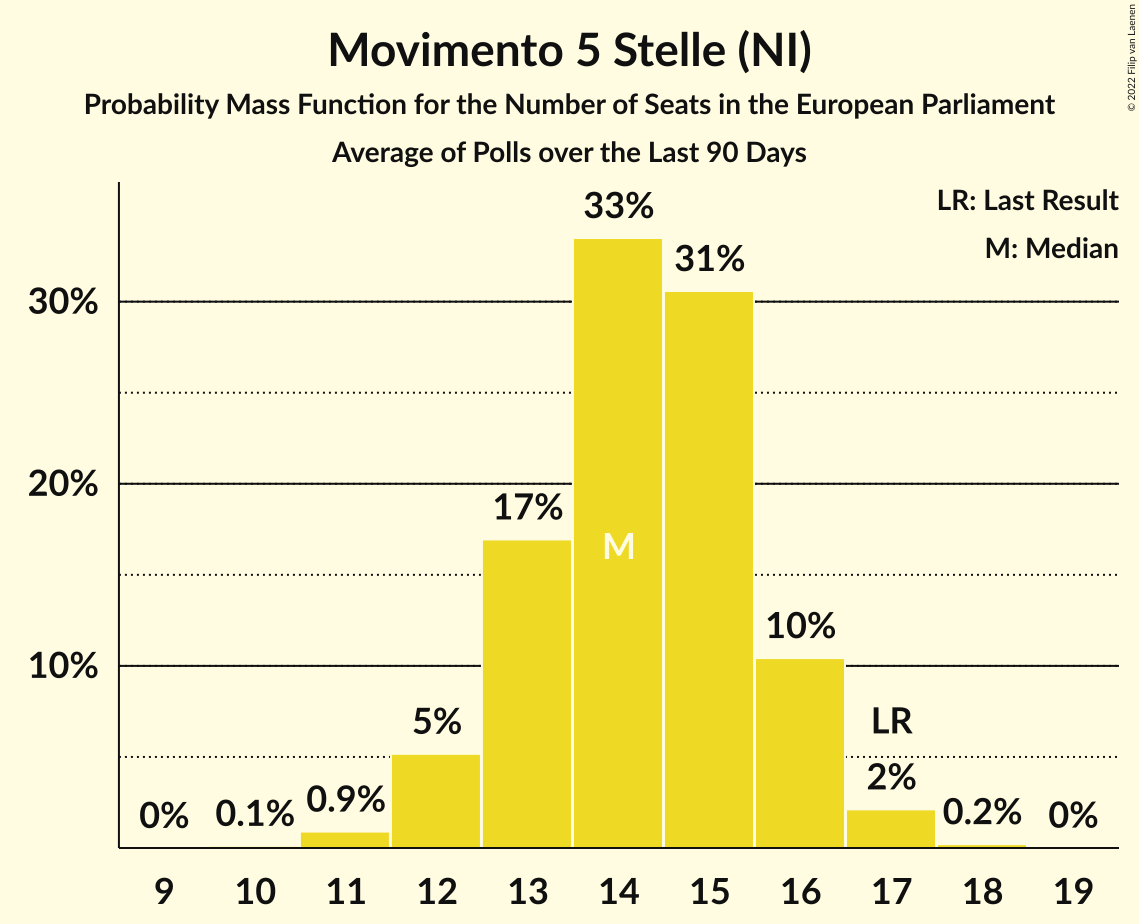 Movimento 5 Stelle (NI)
Probability Mass Function for the Number of Seats in the European Parliament
Average of Polls over the Last 90 Days
© 2022 Filip van Laenen
LR: Last Result
M: Median
30%
20%
10%
0%
0.1%
0.9%
5%
17%
33%
M
31%
10%
LR
2%
0.2%
0%
9 10 11 12 13 14 15 16 17 18 19